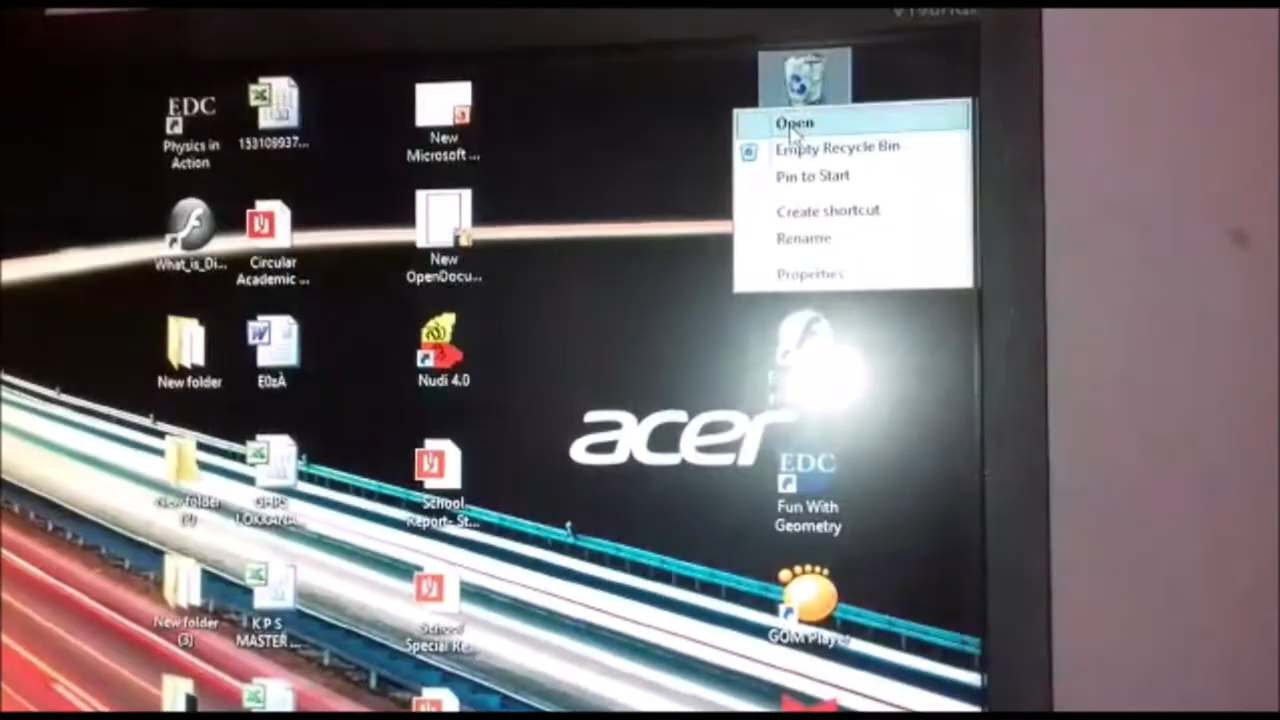 EDC
Physics in
Action
153109937...
New
Microsoft ...
Open
Empty Recycle Bin
Pin to Start
Create shortcut
Rename
Properties
What_is_Di...
Circular
Academic ...
New
OpenDocu...
New folder
Nudi 4.0
acer
EDC
Fun With
Geometry
New folder
School
Report- St...
New folder
(3)
K P S
MASTER ...
School
Special Re...
GOM Player